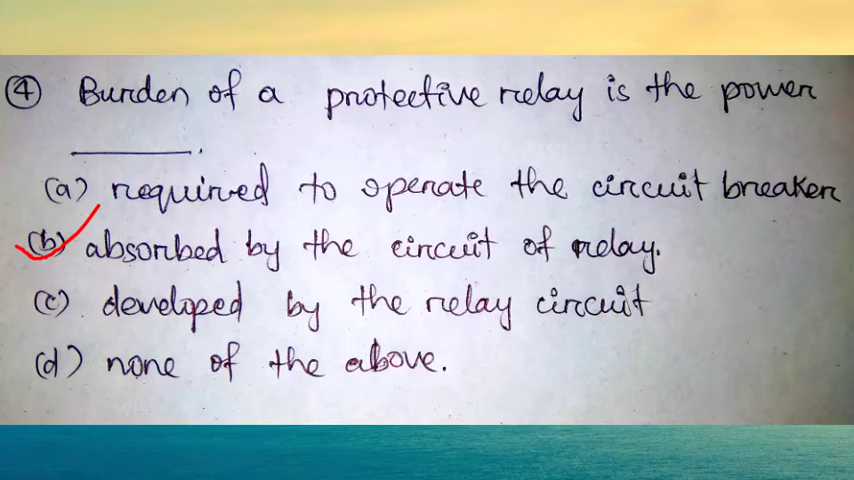 ④ Burden of a protective relay is the power
________.
(a) required to operate the circuit breaker
(b) absorbed by the circuit of relay.
(c) developed by the relay circuit
(d) none of the above.